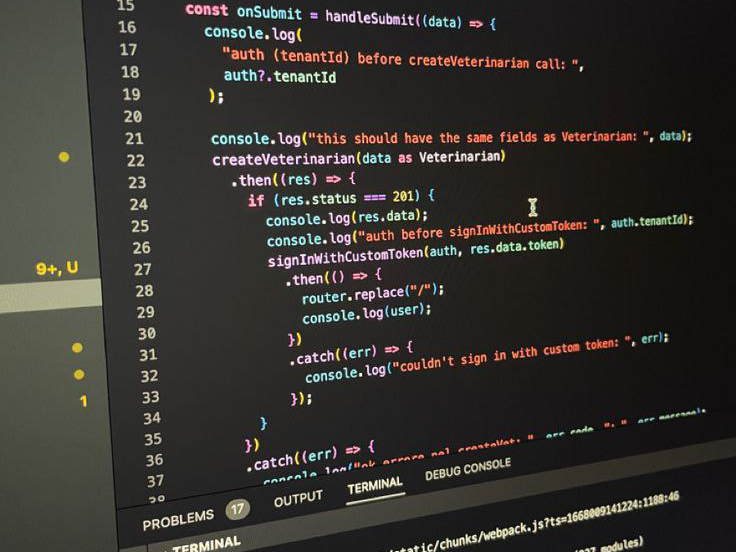 15 const onSubmit = handleSubmit((data) => {
16 console.log(
17 "auth (tenantId) before createVeterinarian call: ",
18 auth?.tenantId
19 );
20
21 console.log("this should have the same fields as Veterinarian: ", data);
22 createVeterinarian(data as Veterinarian)
23 .then((res) => {
24 if (res.status === 201) {
25 console.log(res.data);
26 console.log("auth before signInWithCustomToken: ", auth.tenantId);
27 signInWithCustomToken(auth, res.data.token)
28 .then(() => {
29 router.replace("/");
30 console.log(user);
31 })
32 .catch((err) => {
33 console.log("couldn't sign in with custom token: ", err);
34 });
35 }
36 })
37 .catch((err) => {
38
9+, U
1
PROBLEMS 17 OUTPUT TERMINAL DEBUG CONSOLE
TERMINAL
static/chunks/webpack.js?ts=1668009141224:1188:46
modules)